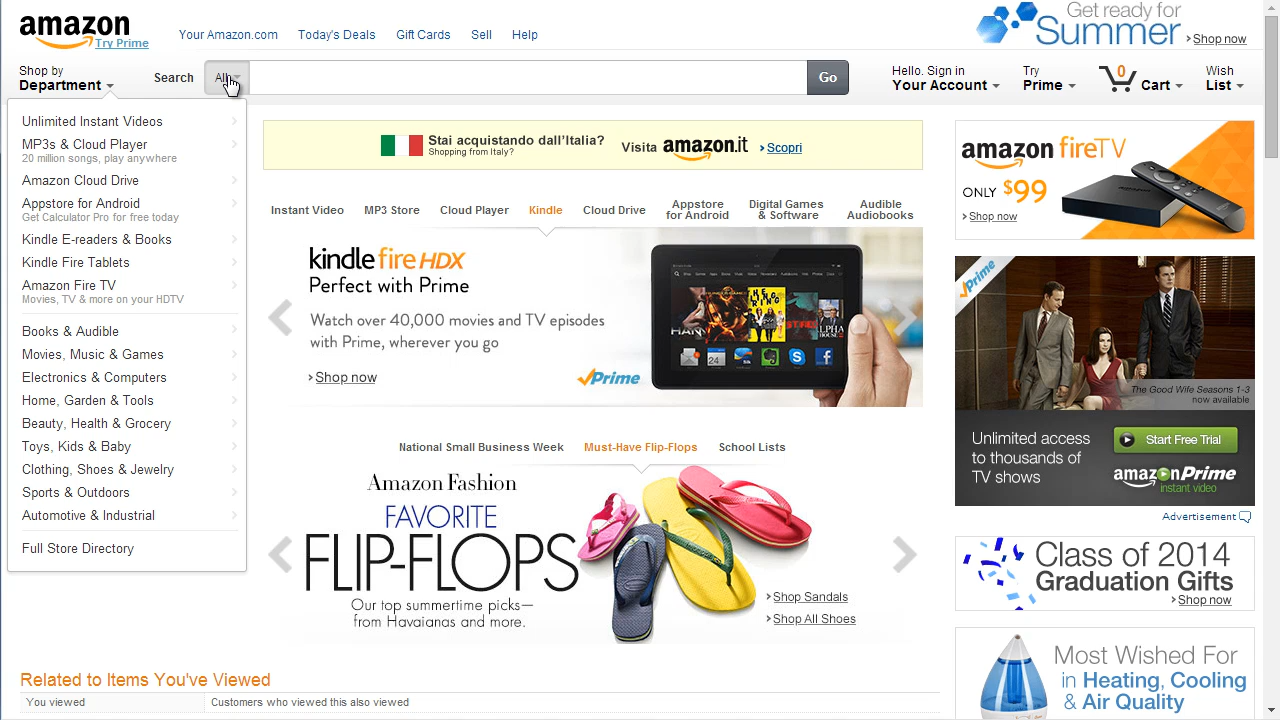 amazon
Try Prime
Your Amazon.com Today's Deals Gift Cards Sell Help
Get ready for
Summer
Shop now
Shop by
Department
Search
All
Go
Hello. Sign in
Your Account
Try
Prime
0
Cart
Wish
List
Unlimited Instant Videos
MP3s & Cloud Player
20 million songs, play anywhere
Amazon Cloud Drive
Appstore for Android
Get Calculator Pro for free today
Kindle E-readers & Books
Kindle Fire Tablets
Amazon Fire TV
Movies, TV & more on your HDTV
Books & Audible
Movies, Music & Games
Electronics & Computers
Home, Garden & Tools
Beauty, Health & Grocery
Toys, Kids & Baby
Clothing, Shoes & Jewelry
Sports & Outdoors
Automotive & Industrial
Full Store Directory
Stai acquistando dall'Italia?
Shopping from Italy?
Visita amazon.it
Scopri
Instant Video
MP3 Store
Cloud Player
Kindle
Cloud Drive
Appstore
for Android
Digital Games
& Software
Audible
Audiobooks
kindle fire HDX
Perfect with Prime
Watch over 40,000 movies and TV episodes
with Prime, wherever you go
Shop now
Prime
National Small Business Week
Must-Have Flip-Flops
School Lists
Amazon Fashion
FAVORITE
FLIP-FLOPS
Our top summertime picks—
from Havaianas and more.
Shop Sandals
Shop All Shoes
Related to Items You've Viewed
You viewed
Customers who viewed this also viewed
amazon fireTV
ONLY $99
Shop now
Prime
The Good Wife Seasons 1-3
now available
Unlimited access
to thousands of
TV shows
Start Free Trial
amazonPrime
instant video
Advertisement
Class of 2014
Graduation Gifts
Shop now
Most Wished For
in Heating, Cooling
& Air Quality